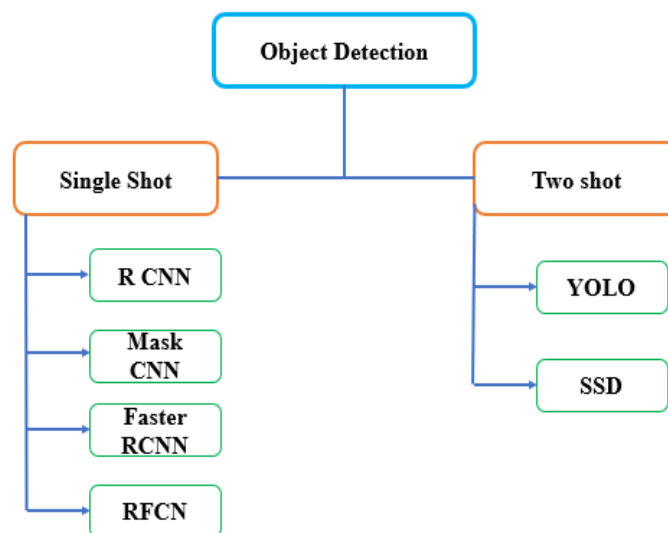 Object Detection
Single Shot
Two shot
R CNN
Mask
CNN
Faster
RCNN
RFCN
YOLO
SSD